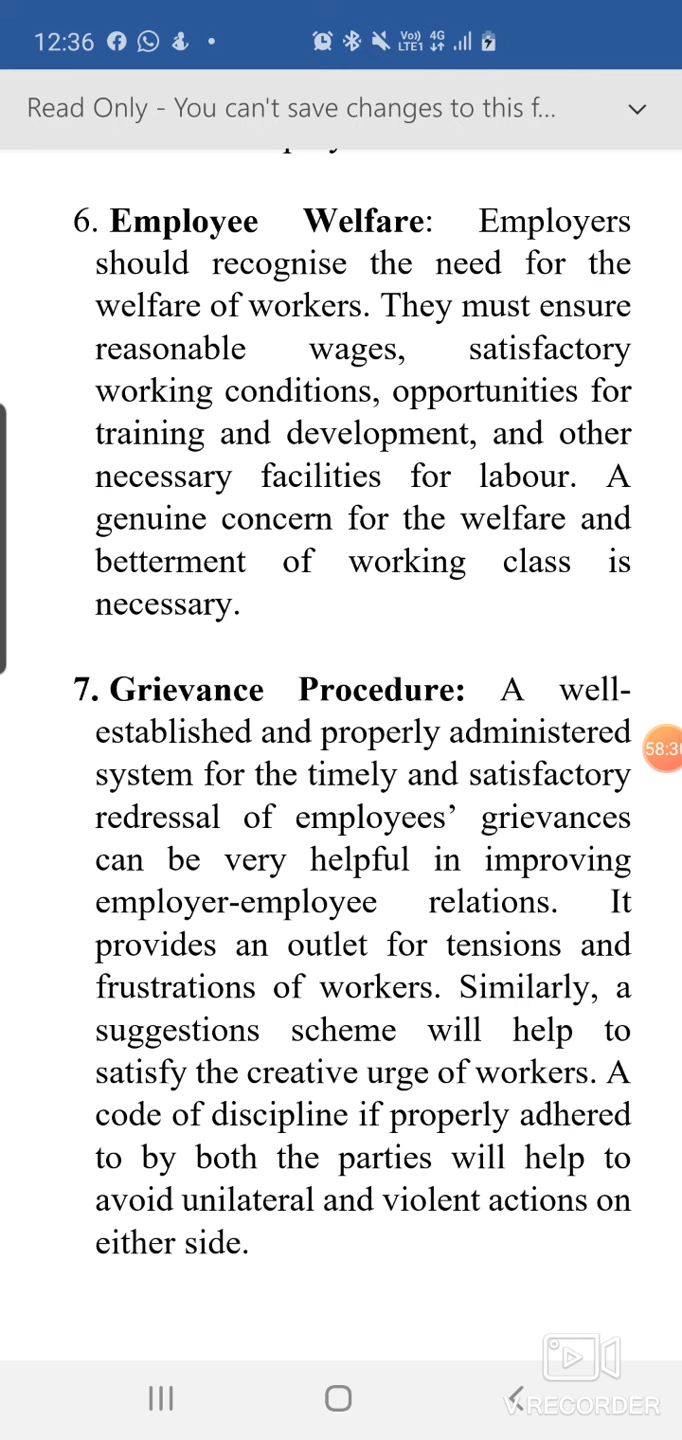 12:36
Vo)) 4G
LTE1
Read Only - You can't save changes to this f...
6. Employee Welfare: Employers
should recognise the need for the
welfare of workers. They must ensure
reasonable wages, satisfactory
working conditions, opportunities for
training and development, and other
necessary facilities for labour. A
genuine concern for the welfare and
betterment of working class is
necessary.
7. Grievance Procedure: A well-
established and properly administered
system for the timely and satisfactory
redressal of employees’ grievances
can be very helpful in improving
employer-employee relations. It
provides an outlet for tensions and
frustrations of workers. Similarly, a
suggestions scheme will help to
satisfy the creative urge of workers. A
code of discipline if properly adhered
to by both the parties will help to
avoid unilateral and violent actions on
either side.
V RECORDER